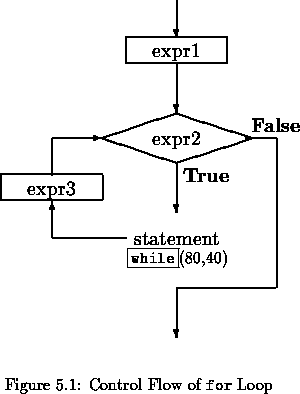 expr1
False
expr2
True
expr3
statement
while(80,40)
Figure 5.1: Control Flow of for Loop